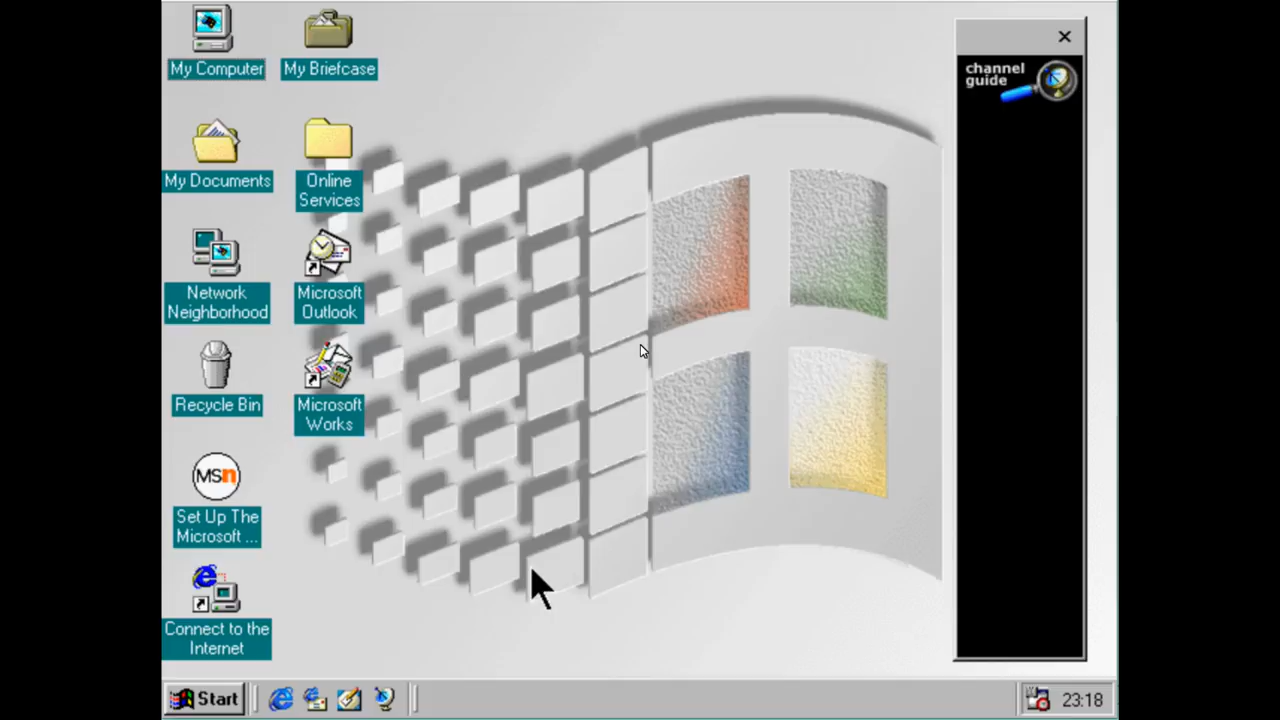 My Computer
My Briefcase
channel
guide
My Documents
Online
Services
Network
Neighborhood
Microsoft
Outlook
Recycle Bin
Microsoft
Works
msn
Set Up The
Microsoft ...
Connect to the
Internet
Start
23:18